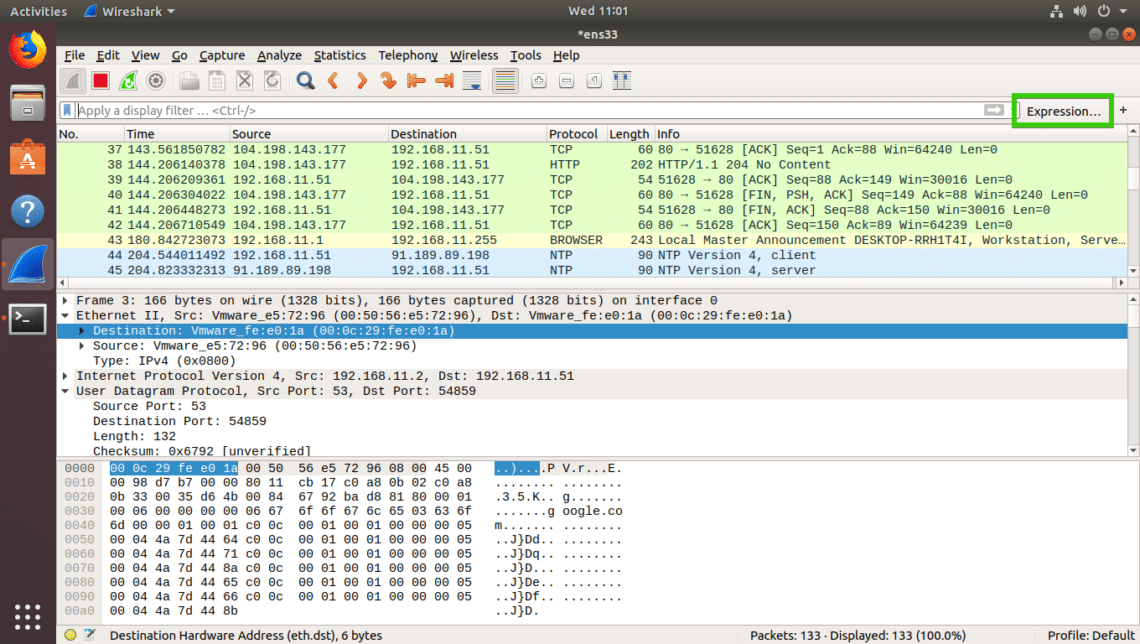 Activities Wireshark Wed 11:01
*ens33
File Edit View Go Capture Analyze Statistics Telephony Wireless Tools Help
Apply a display filter … <Ctrl-/> Expression… +
No. Time Source Destination Protocol Length Info
37 143.561850782 104.198.143.177 192.168.11.51 TCP 60 80 → 51628 [ACK] Seq=1 Ack=88 Win=64240 Len=0
38 144.206140378 104.198.143.177 192.168.11.51 HTTP 202 HTTP/1.1 204 No Content
39 144.206209361 192.168.11.51 104.198.143.177 TCP 54 51628 → 80 [ACK] Seq=88 Ack=149 Win=30016 Len=0
40 144.206304022 104.198.143.177 192.168.11.51 TCP 60 80 → 51628 [FIN, PSH, ACK] Seq=149 Ack=88 Win=64240 Len=0
41 144.206448273 192.168.11.51 104.198.143.177 TCP 54 51628 → 80 [FIN, ACK] Seq=88 Ack=150 Win=30016 Len=0
42 144.206710549 104.198.143.177 192.168.11.51 TCP 60 80 → 51628 [ACK] Seq=150 Ack=89 Win=64239 Len=0
43 180.842723073 192.168.11.1 192.168.11.255 BROWSER 243 Local Master Announcement DESKTOP-RRH1T4I, Workstation, Serve…
44 204.544011492 192.168.11.51 91.189.89.198 NTP 90 NTP Version 4, client
45 204.823332313 91.189.89.198 192.168.11.51 NTP 90 NTP Version 4, server
Frame 3: 166 bytes on wire (1328 bits), 166 bytes captured (1328 bits) on interface 0
Ethernet II, Src: Vmware_e5:72:96 (00:50:56:e5:72:96), Dst: Vmware_fe:e0:1a (00:0c:29:fe:e0:1a)
Destination: Vmware_fe:e0:1a (00:0c:29:fe:e0:1a)
Source: Vmware_e5:72:96 (00:50:56:e5:72:96)
Type: IPv4 (0x0800)
Internet Protocol Version 4, Src: 192.168.11.2, Dst: 192.168.11.51
User Datagram Protocol, Src Port: 53, Dst Port: 54859
Source Port: 53
Destination Port: 54859
Length: 132
Checksum: 0x6792 [unverified]
0000 00 0c 29 fe e0 1a 00 50 56 e5 72 96 08 00 45 00 ..)....P V.r...E.
0010 00 98 d7 b7 00 00 80 11 cb 17 c0 a8 0b 02 c0 a8 ........ ........
0020 0b 33 00 35 d6 4b 00 84 67 92 ba d8 81 80 00 01 .3.5.K.. g.......
0030 00 06 00 00 00 00 06 67 6f 6f 67 6c 65 03 63 6f .......g oogle.co
0040 6d 00 00 01 00 01 c0 0c 00 01 00 01 00 00 00 05 m....... ........
0050 00 04 4a 7d 44 64 c0 0c 00 01 00 01 00 00 00 05 ..J}Dd.. ........
0060 00 04 4a 7d 44 71 c0 0c 00 01 00 01 00 00 00 05 ..J}Dq.. ........
0070 00 04 4a 7d 44 8a c0 0c 00 01 00 01 00 00 00 05 ..J}D... ........
0080 00 04 4a 7d 44 65 c0 0c 00 01 00 01 00 00 00 05 ..J}De.. ........
0090 00 04 4a 7d 44 66 c0 0c 00 01 00 01 00 00 00 05 ..J}Df.. ........
00a0 00 04 4a 7d 44 8b ..J}D.
Destination Hardware Address (eth.dst), 6 bytes Packets: 133 · Displayed: 133 (100.0%) Profile: Default